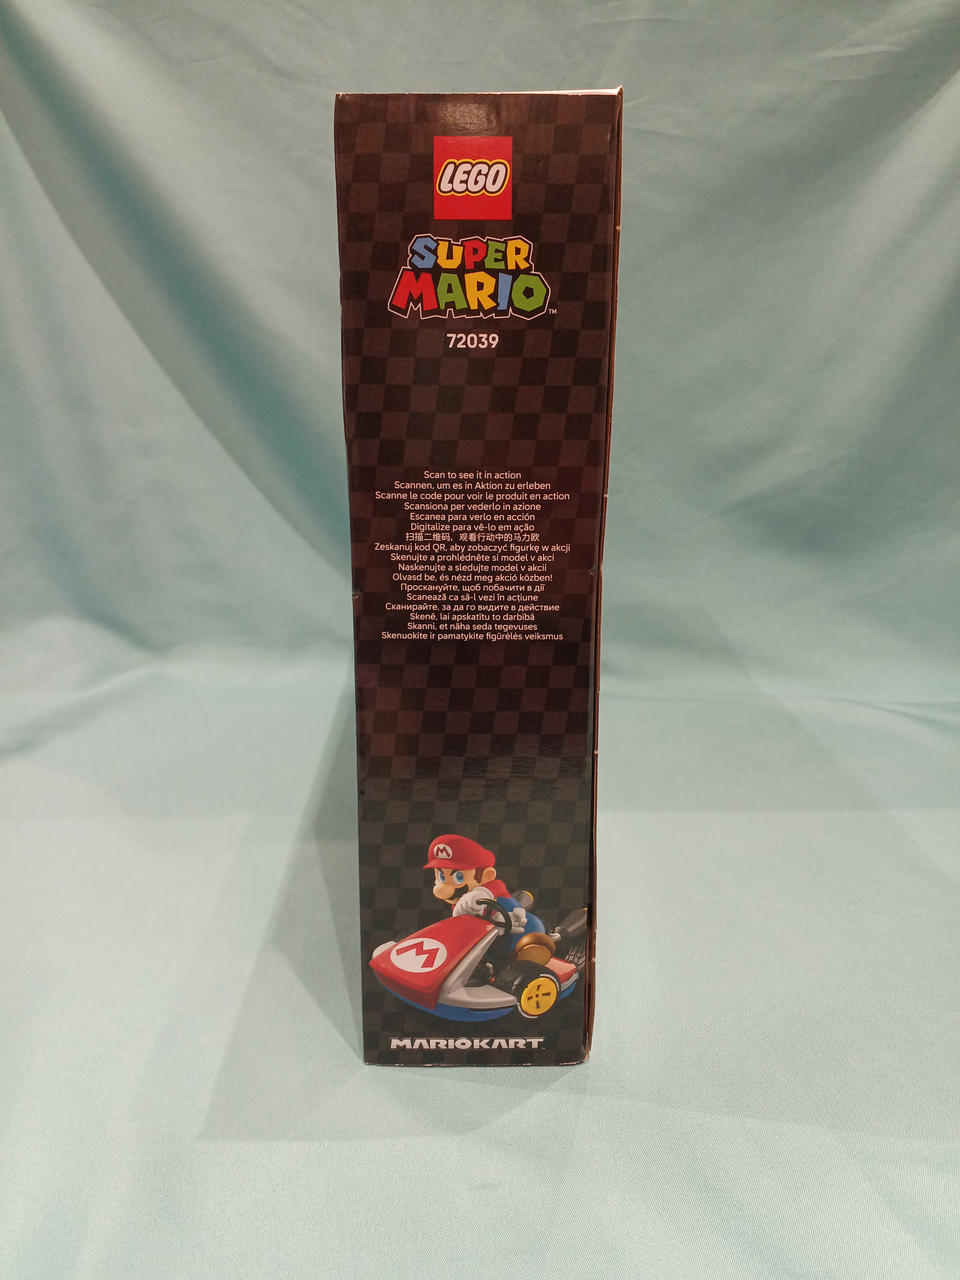 LEGO
SUPER
MARIO™
72039
Scan to see it in action
Scannen, um es in Aktion zu erleben
Scanne le code pour voir le produit en action
Scansiona per vederlo in azione
Escanea para verlo en acción
Digitalize para vê-lo em ação
扫描二维码，观看行动中的马力欧
Zeskanuj kod QR, aby zobaczyć figurkę w akcji
Skenujte a prohlédněte si model v akci
Naskenujte a sledujte model v akcii
Olvasd be, és nézd meg akció közben!
Проскануйте, щоб побачити в дії
Scanează ca să-l vezi în acțiune
Сканирайте, за да го видите в действие
Skenē, lai apskatītu to darbībā
Skanni, et näha seda tegevuses
Skenuokite ir pamatykite figūrėlės veiksmus
M
M
MARIOKART